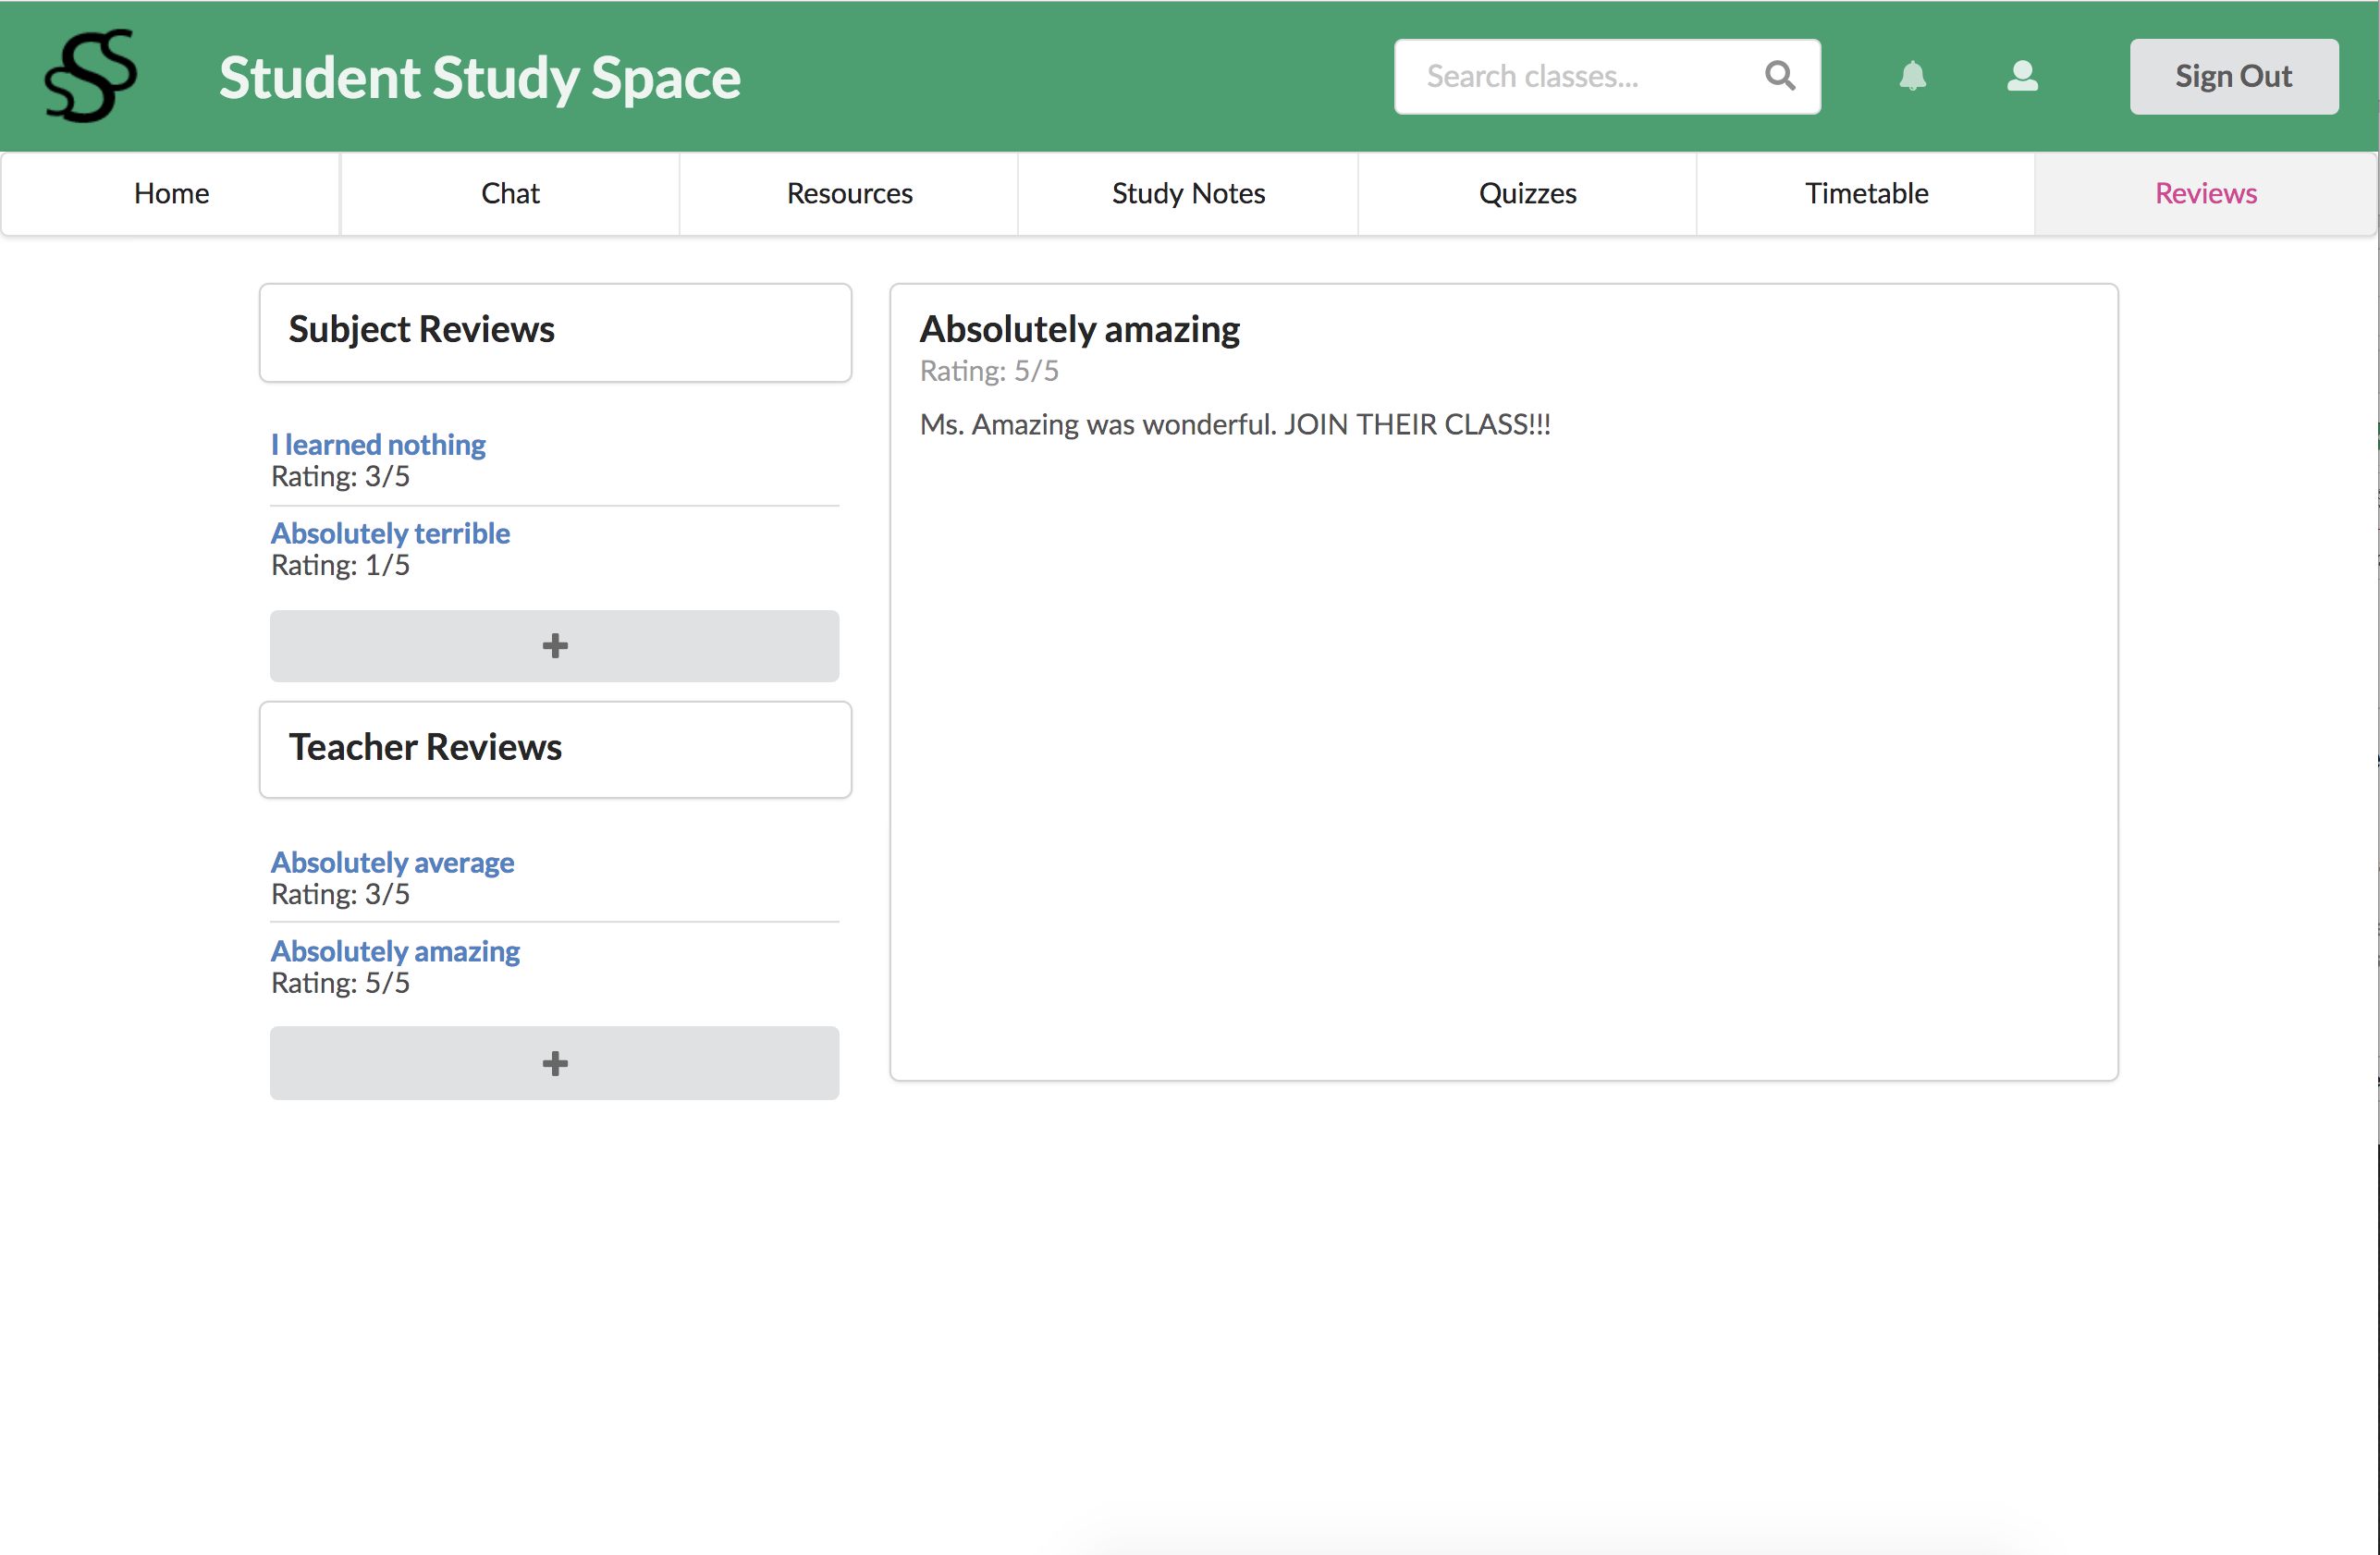 SSS
Student Study Space
Search classes...
Sign Out
Home
Chat
Resources
Study Notes
Quizzes
Timetable
Reviews
Subject Reviews
I learned nothing
Rating: 3/5
Absolutely terrible
Rating: 1/5
Teacher Reviews
Absolutely average
Rating: 3/5
Absolutely amazing
Rating: 5/5
Absolutely amazing
Rating: 5/5
Ms. Amazing was wonderful. JOIN THEIR CLASS!!!